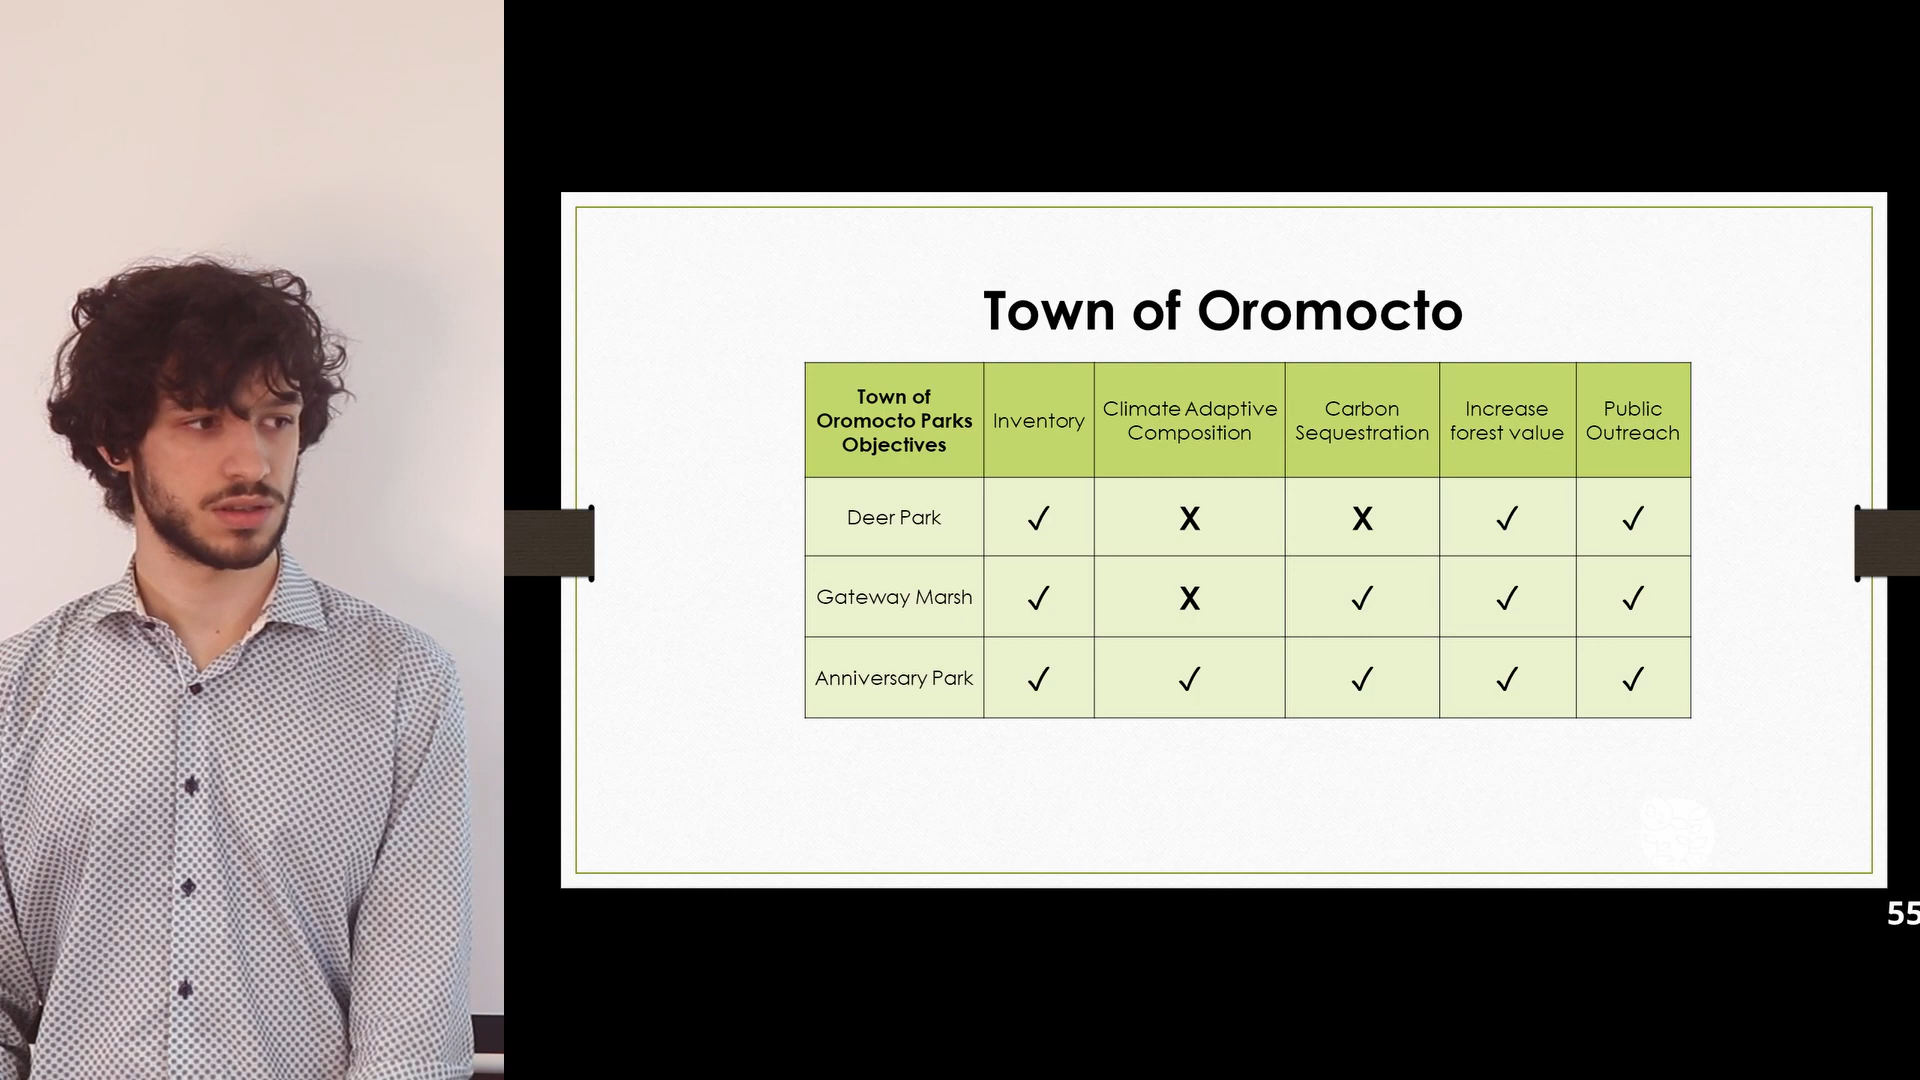 Town of Oromocto
Town of
Oromocto Parks
Objectives
Inventory
Climate Adaptive
Composition
Carbon
Sequestration
Increase
forest value
Public
Outreach
Deer Park ✓ X X ✓ ✓
Gateway Marsh ✓ X ✓ ✓ ✓
Anniversary Park ✓ ✓ ✓ ✓ ✓
55